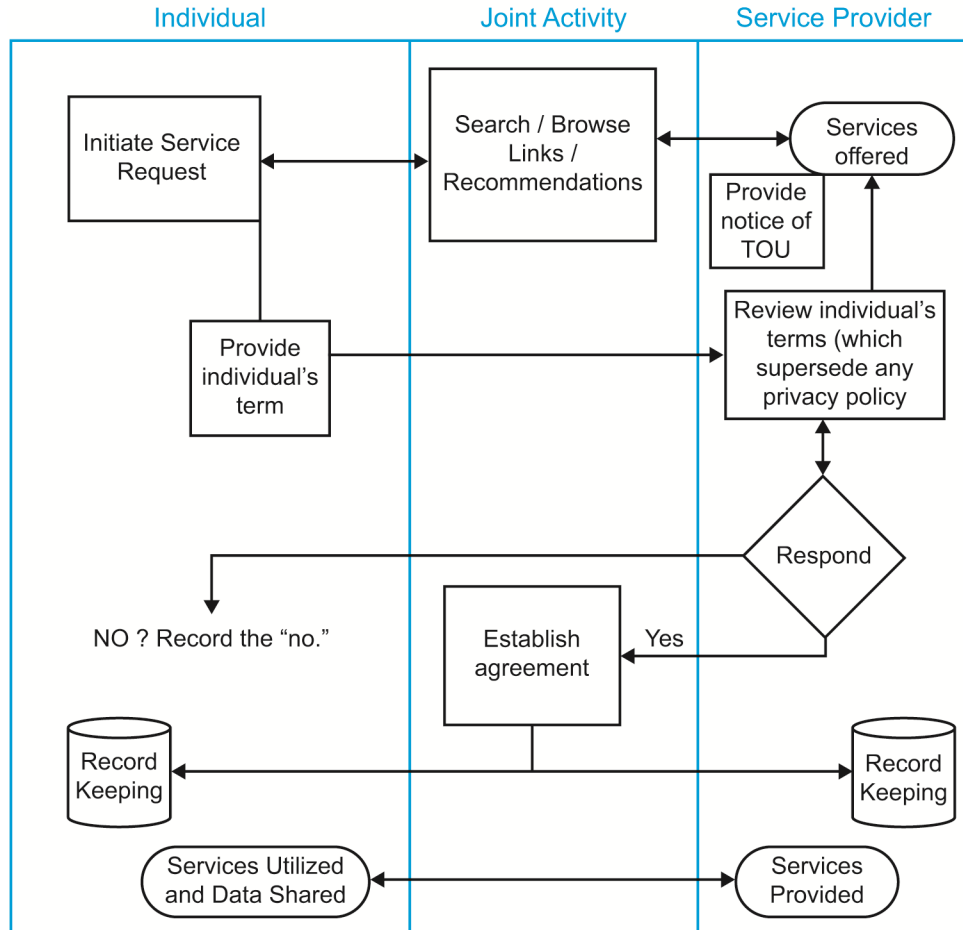 Individual
Joint Activity
Service Provider
Initiate Service
Request
Search / Browse
Links /
Recommendations
Services
offered
Provide
notice of
TOU
Provide
individual’s
term
Review individual’s
terms (which
supersede any
privacy policy
Respond
NO ? Record the “no.”
Establish
agreement
Yes
Record
Keeping
Record
Keeping
Services Utilized
and Data Shared
Services
Provided